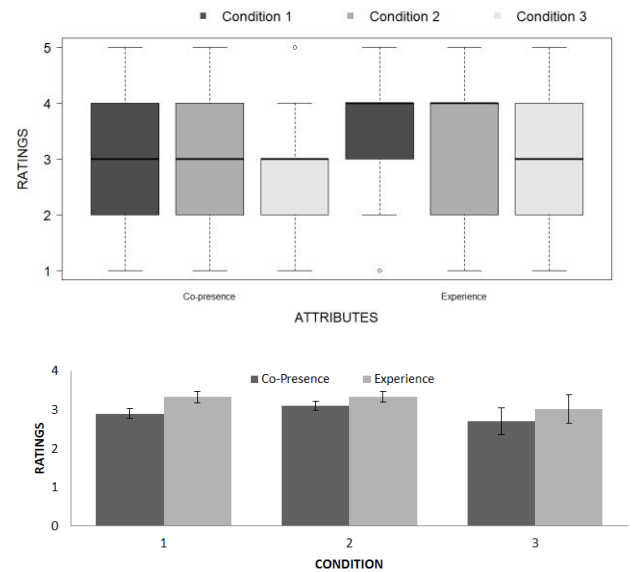 Condition 1 Condition 2 Condition 3
5
4
3
2
1
RATINGS
Co-presence Experience
ATTRIBUTES
Co-Presence Experience
4
3
2
1
0
RATINGS
1 2 3
CONDITION